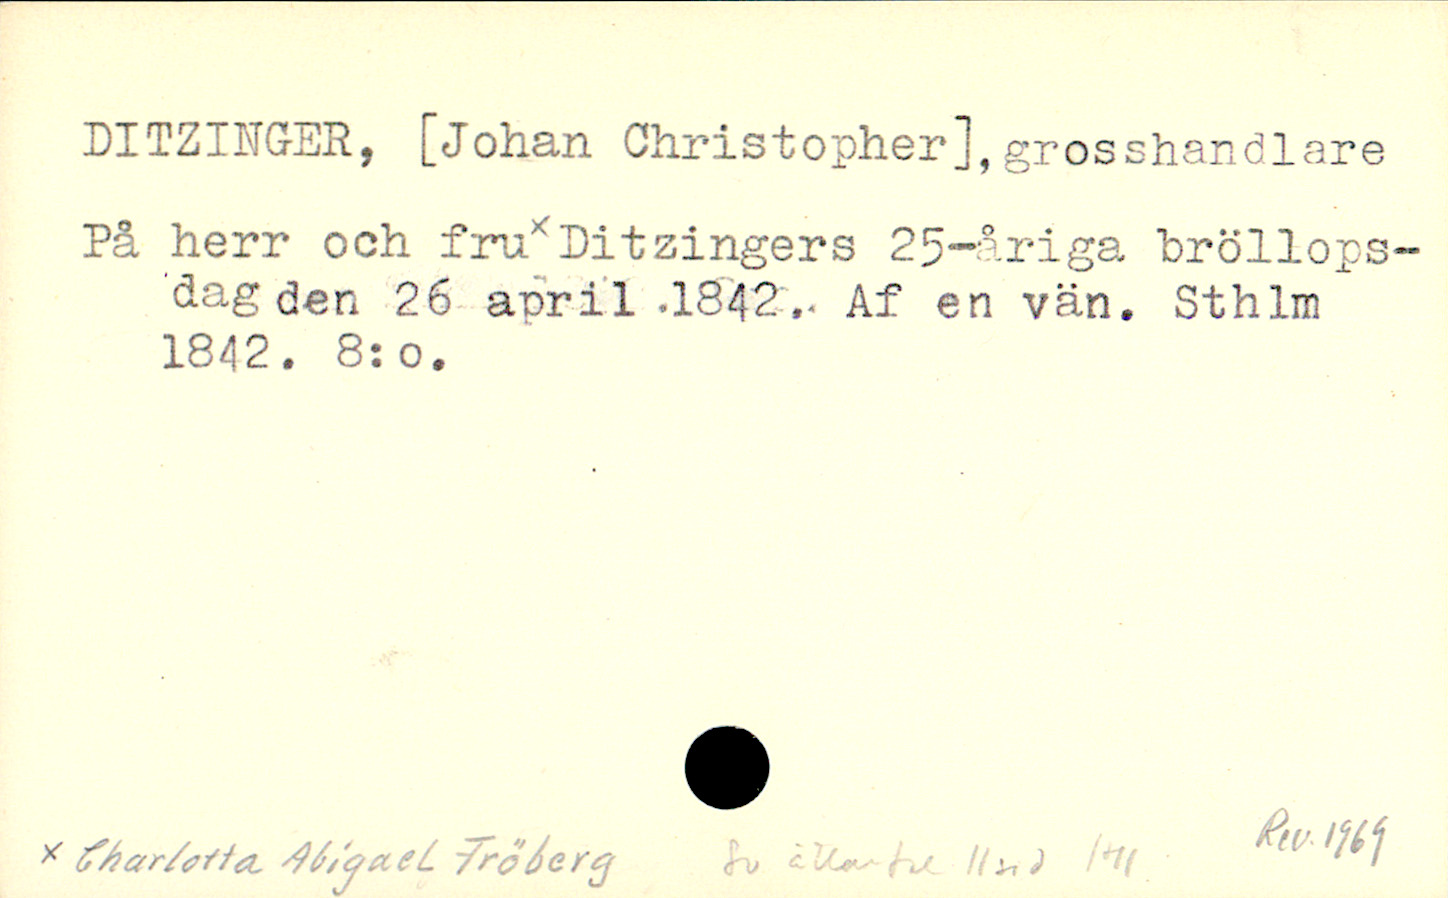 DITZINGER, [Johan Christopher], grosshandlare
På herr och fru x Ditzingers 25-åriga bröllops-
dag den 26 april 1842. Af en vän. Sthlm
1842. 8:o.
Rev. 1969
x Charlotta Abigael Fröberg Sv